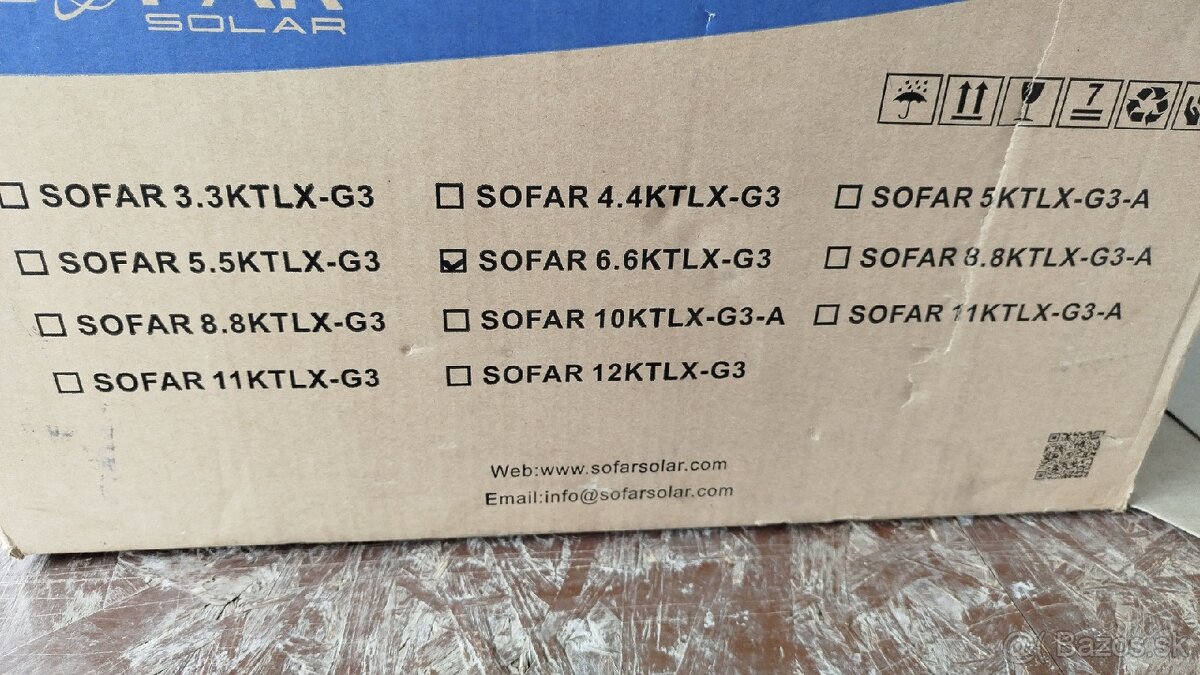 SOFAR
SOLAR
7
SOFAR 3.3KTLX-G3 SOFAR 4.4KTLX-G3 SOFAR 5KTLX-G3-A
SOFAR 5.5KTLX-G3 SOFAR 6.6KTLX-G3 SOFAR 8.8KTLX-G3-A
SOFAR 8.8KTLX-G3 SOFAR 10KTLX-G3-A SOFAR 11KTLX-G3-A
SOFAR 11KTLX-G3 SOFAR 12KTLX-G3
Web:www.sofarsolar.com
Email:info@sofarsolar.com
Bazos.sk